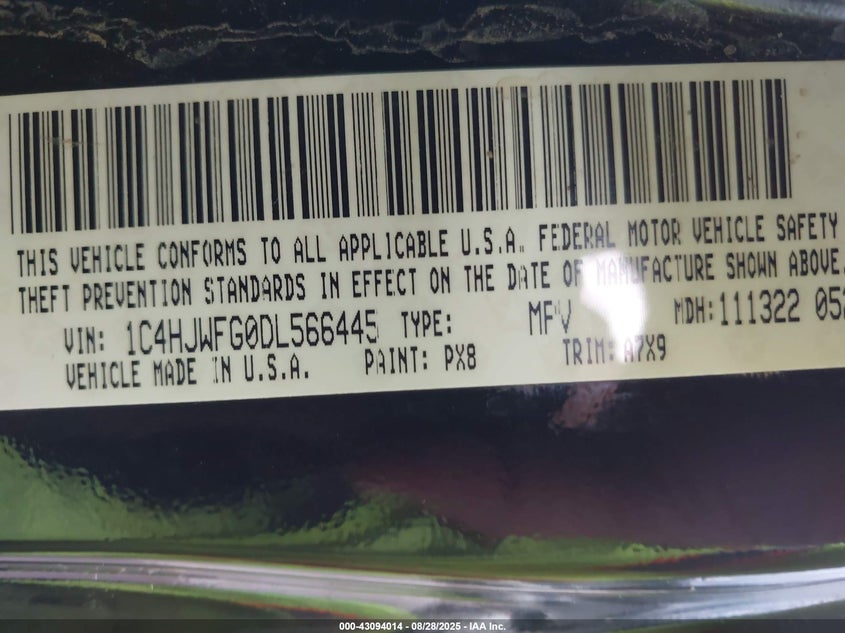 THIS VEHICLE CONFORMS TO ALL APPLICABLE U.S.A. FEDERAL MOTOR VEHICLE SAFETY
THEFT PREVENTION STANDARDS IN EFFECT ON THE DATE OF MANUFACTURE SHOWN ABOVE.
VIN: 1C4HJWFG0DL566445 TYPE: MPV MDH:111322 052
VEHICLE MADE IN U.S.A. PAINT: PX8 TRIM: A7X9
000-43094014 - 08/28/2025 - IAA Inc.